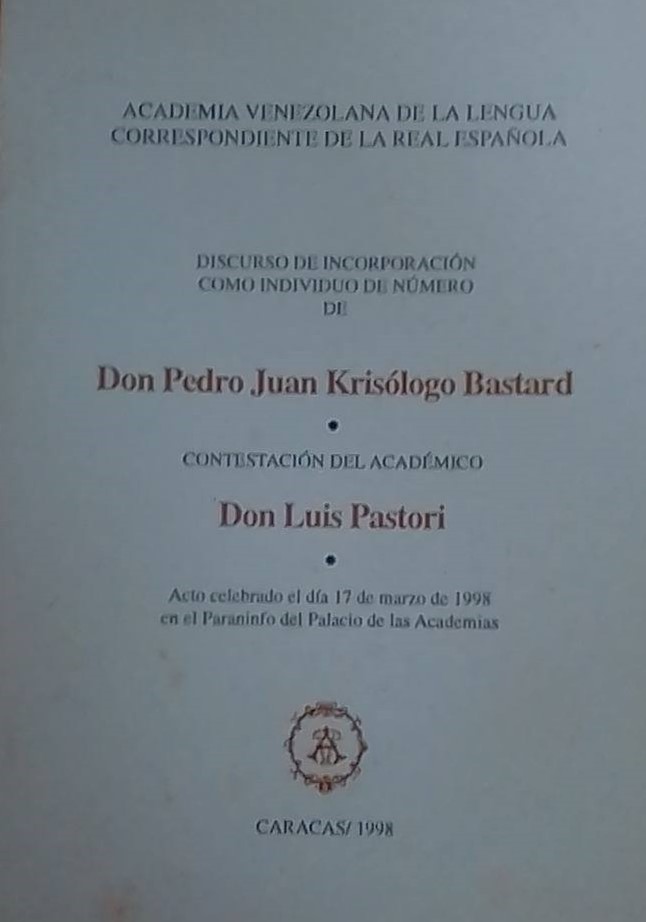 ACADEMIA VENEZOLANA DE LA LENGUA
CORRESPONDIENTE DE LA REAL ESPAÑOLA
DISCURSO DE INCORPORACIÓN
COMO INDIVIDUO DE NÚMERO
DE
Don Pedro Juan Krisólogo Bastard
•
CONTESTACIÓN DEL ACADÉMICO
Don Luis Pastori
•
Acto celebrado el día 17 de marzo de 1998
en el Paraninfo del Palacio de las Academias
CARACAS/ 1998